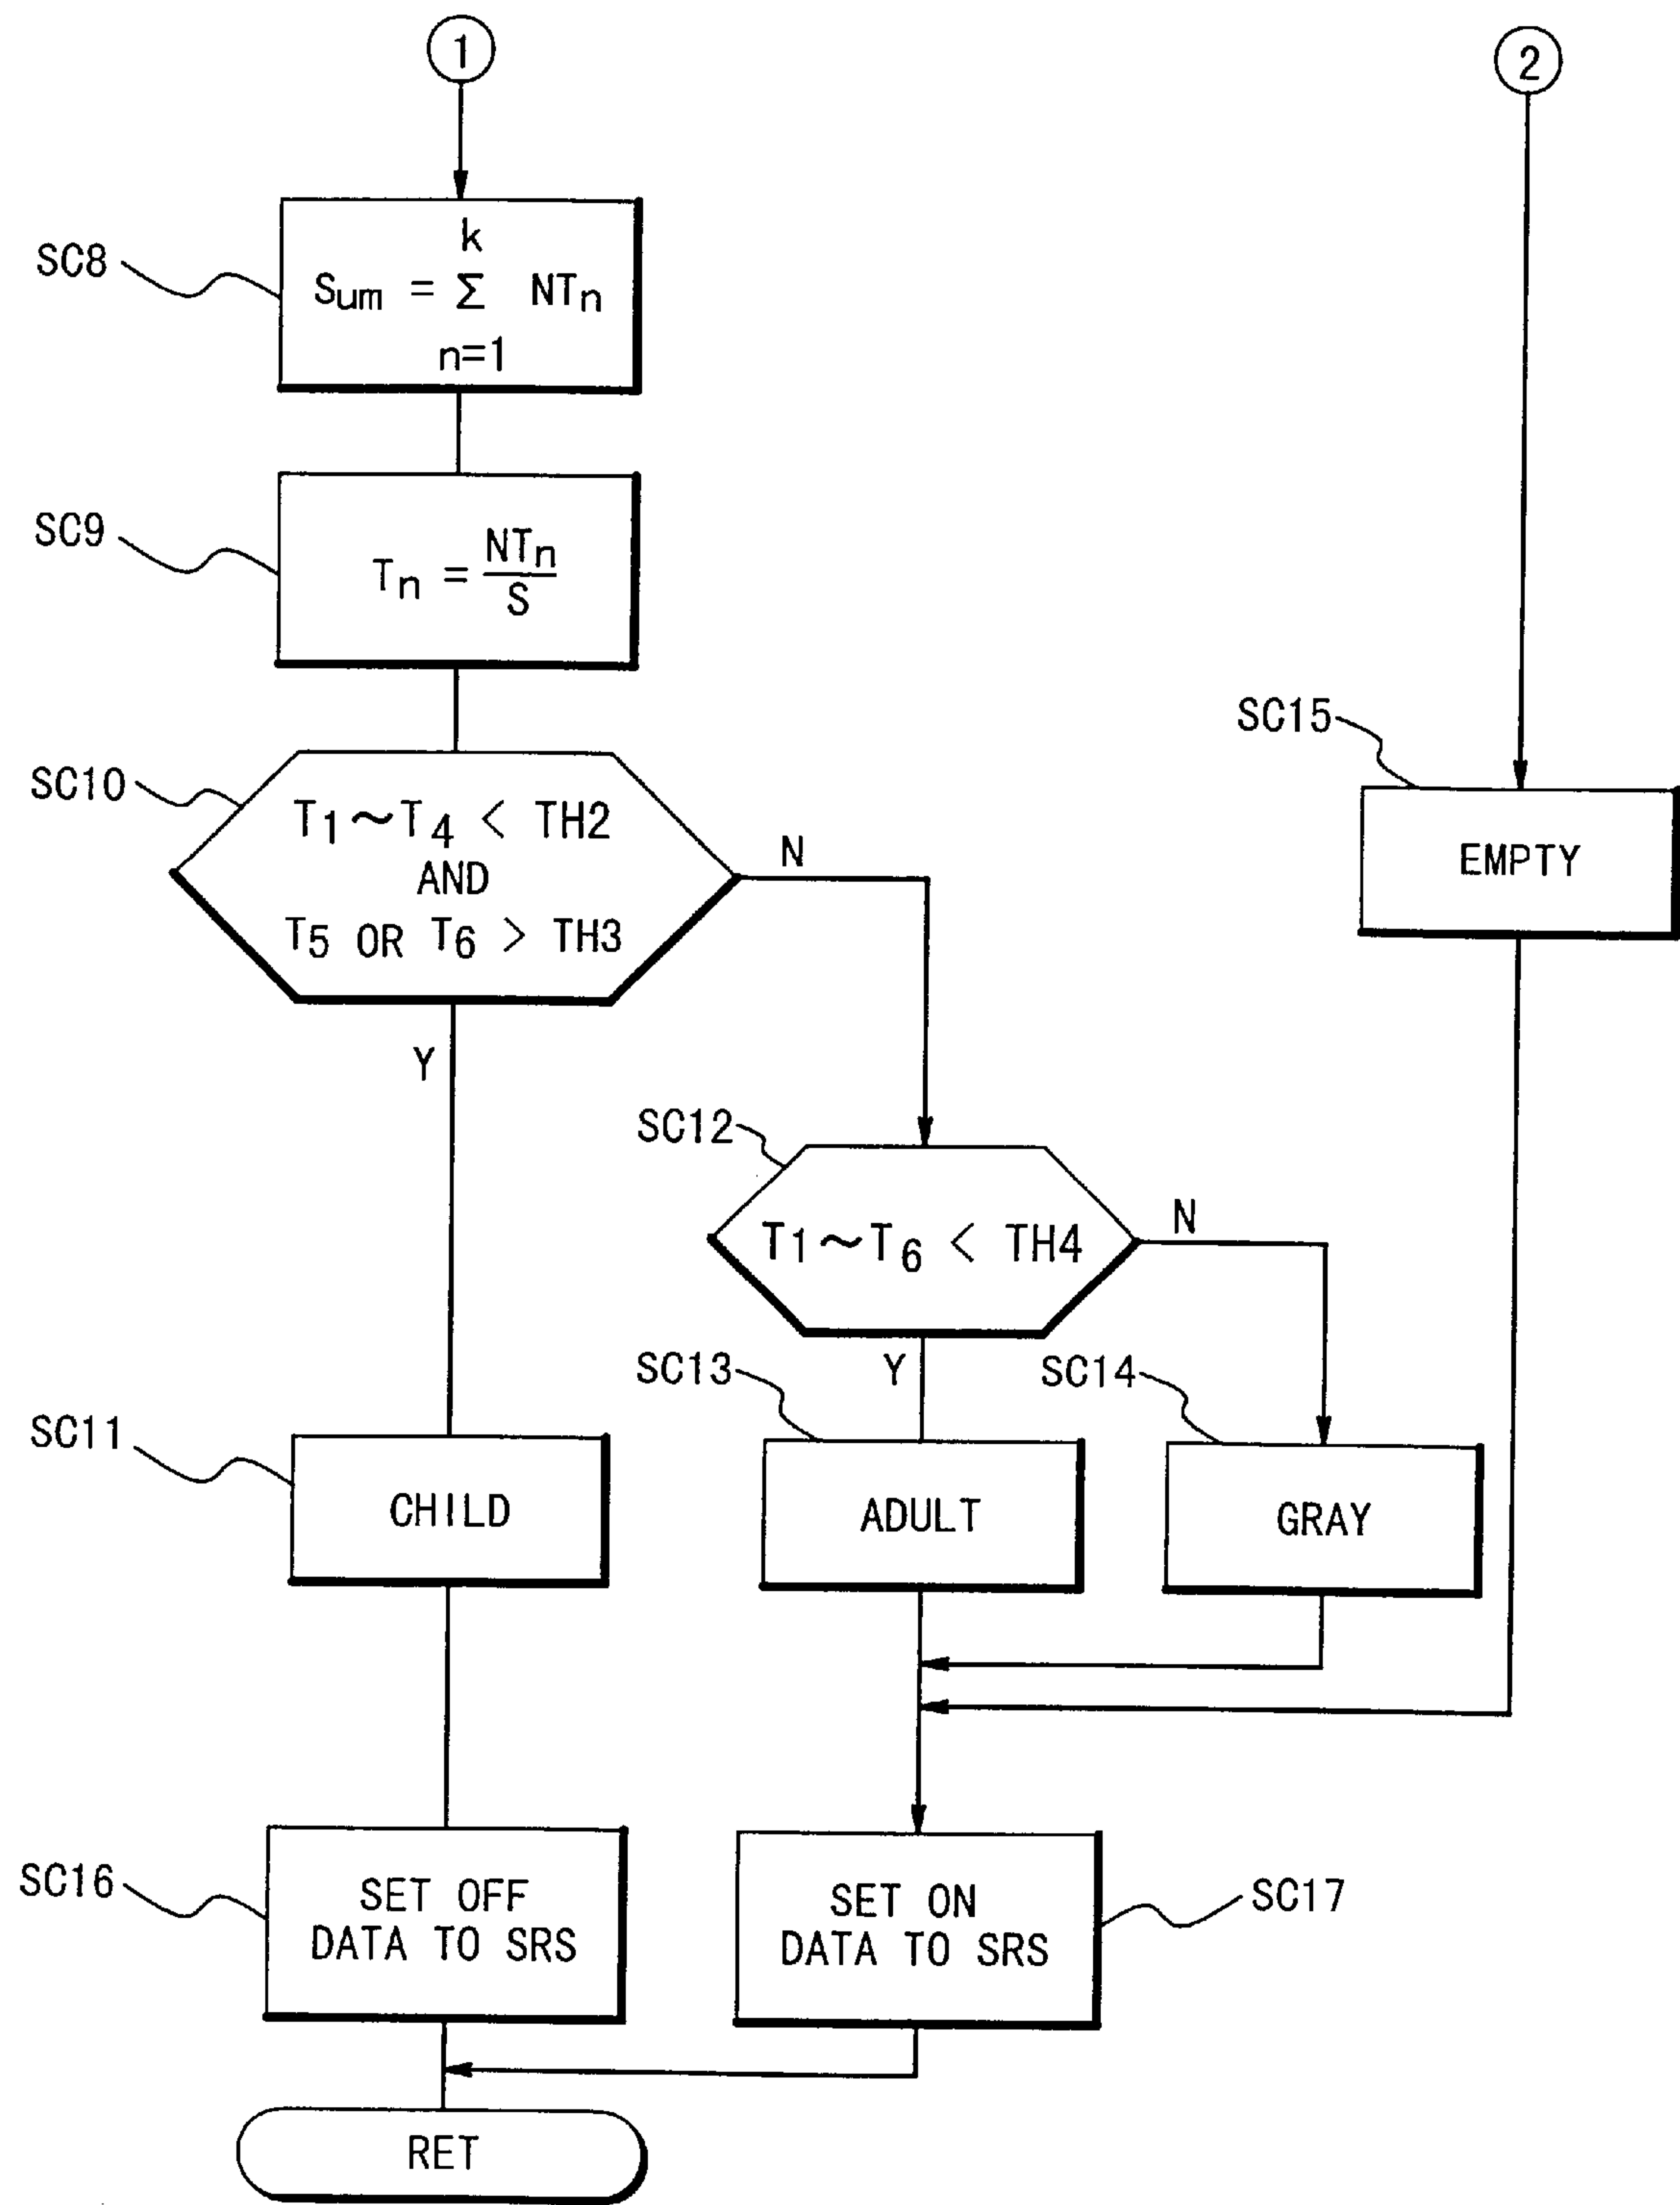 1
2
SC8
k
Sum = Σ NTn
n=1
SC9
Tn = NTn
S
SC10
T1~T4 < TH2
AND
T5 OR T6 > TH3
N
Y
SC15
EMPTY
SC12
T1~T6 < TH4
N
Y
SC11
CHILD
SC13
ADULT
SC14
GRAY
SC16
SET OFF
DATA TO SRS
SET ON
DATA TO SRS
SC17
RET